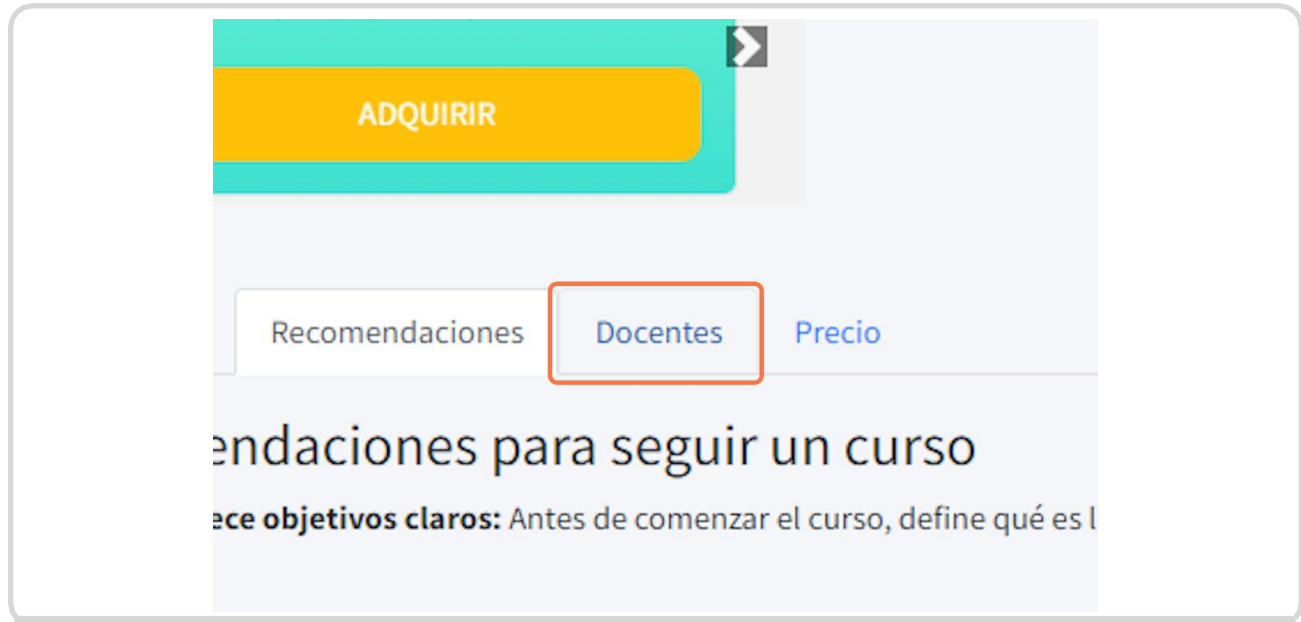 ADQUIRIR
Recomendaciones Docentes Precio
endaciones para seguir un curso
ece objetivos claros: Antes de comenzar el curso, define qué es l